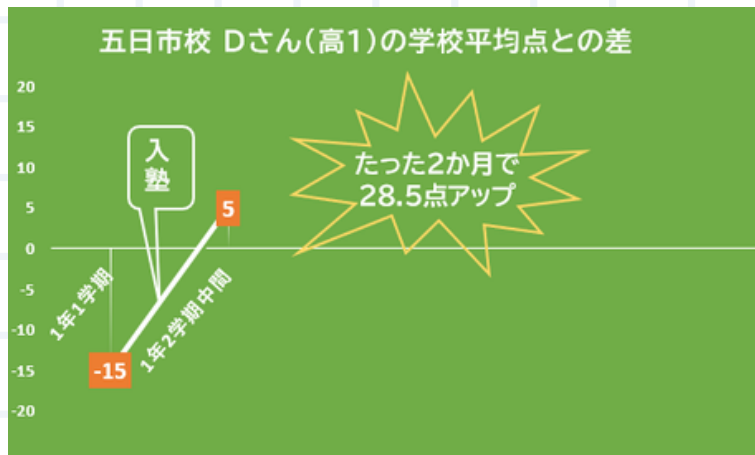 五日市校 Dさん(高1)の学校平均点との差
20
15
10
5
0
-5
-10
-15
-20
入
塾
たった2か月で
28.5点アップ
5
-15
1年1学期
1年2学期中間